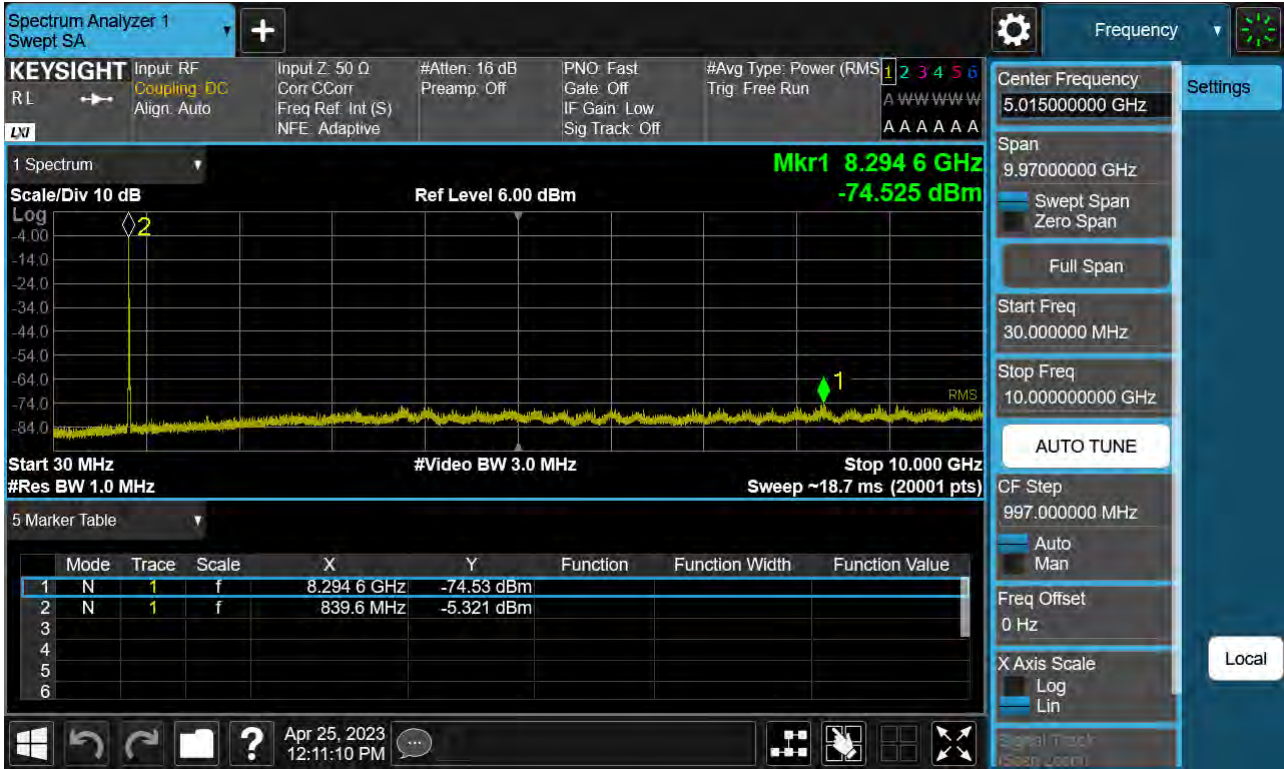 Spectrum Analyzer 1
Swept SA
Frequency
KEYSIGHT
RL
LXI
Input: RF
Coupling: DC
Align: Auto
Input Z: 50 Ω
Corr CCorr
Freq Ref: Int (S)
NFE: Adaptive
#Atten: 16 dB
Preamp: Off
PNO: Fast
Gate: Off
IF Gain: Low
Sig Track: Off
#Avg Type: Power (RMS
Trig: Free Run
1 2 3 4 5 6
A W W W W W
A A A A A A
1 Spectrum
Mkr1 8.294 6 GHz
-74.525 dBm
Scale/Div 10 dB
Ref Level 6.00 dBm
Log
-4.00
-14.0
-24.0
-34.0
-44.0
-54.0
-64.0
-74.0
-84.0
2
1
RMS
Start 30 MHz
#Video BW 3.0 MHz
Stop 10.000 GHz
#Res BW 1.0 MHz
Sweep ~18.7 ms (20001 pts)
5 Marker Table
Mode Trace Scale X Y Function Function Width Function Value
1 N 1 f 8.294 6 GHz -74.53 dBm
2 N 1 f 839.6 MHz -5.321 dBm
3
4
5
6
Apr 25, 2023
12:11:10 PM
Center Frequency
5.015000000 GHz
Span
9.97000000 GHz
Swept Span
Zero Span
Full Span
Start Freq
30.000000 MHz
Stop Freq
10.000000000 GHz
AUTO TUNE
CF Step
997.000000 MHz
Auto
Man
Freq Offset
0 Hz
X Axis Scale
Log
Lin
Signal Track
(Span Zoom)
Settings
Local